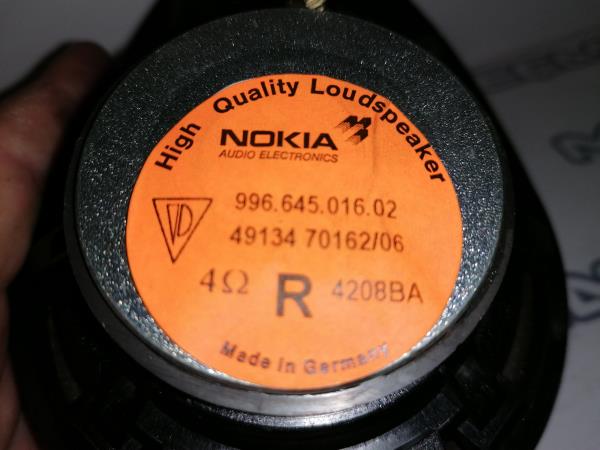 High Quality Loudspeaker
NOKIA
AUDIO ELECTRONICS
996.645.016.02
VD
49134 70162/06
4Ω R 4208BA
Made in Germany